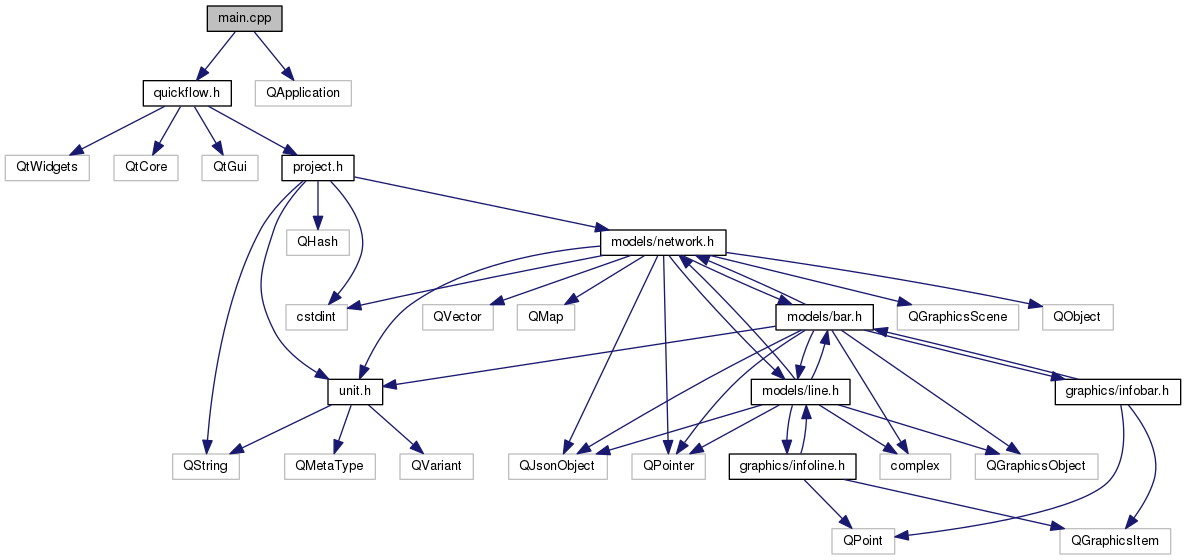 main.cpp
quickflow.h
QApplication
QtWidgets
QtCore
QtGui
project.h
QHash
models/network.h
cstdint
QVector
QMap
models/bar.h
QGraphicsScene
QObject
unit.h
models/line.h
graphics/infobar.h
QString
QMetaType
QVariant
QJsonObject
QPointer
graphics/infoline.h
complex
QGraphicsObject
QPoint
QGraphicsItem